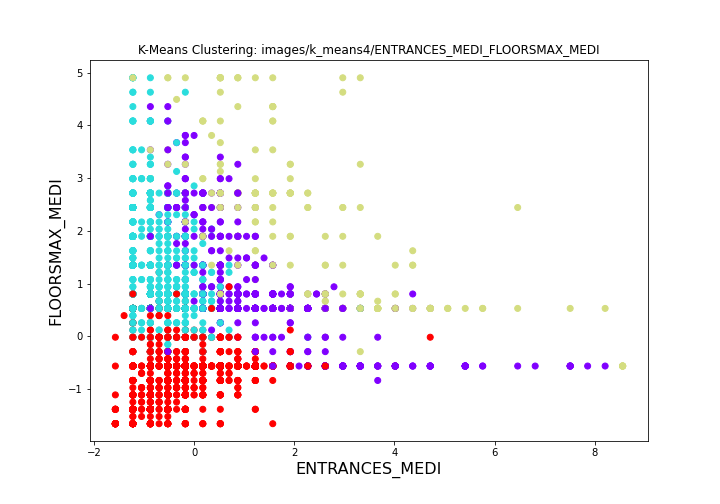 K-Means Clustering: images/k_means4/ENTRANCES_MEDI_FLOORSMAX_MEDI
5
4
3
2
1
0
−1
FLOORSMAX_MEDI
−2 0 2 4 6 8
ENTRANCES_MEDI